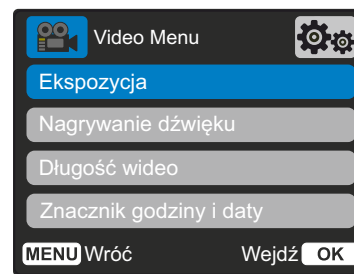 Video Menu
Ekspozycja
Nagrywanie dźwięku
Długość wideo
Znacznik godziny i daty
MENU Wróć Wejdź OK